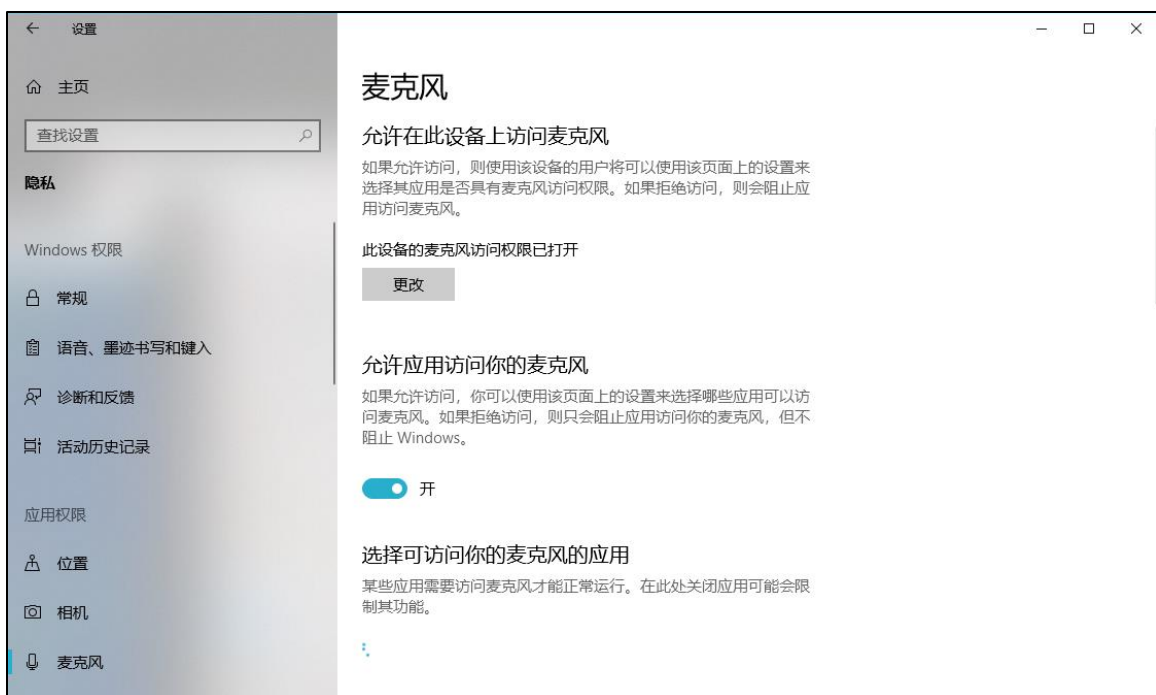 设置
主页
查找设置
隐私
Windows 权限
常规
语音、墨迹书写和键入
诊断和反馈
活动历史记录
应用权限
位置
相机
麦克风
麦克风
允许在此设备上访问麦克风
如果允许访问，则使用该设备的用户将可以使用该页面上的设置来
选择其应用是否具有麦克风访问权限。如果拒绝访问，则会阻止应
用访问麦克风。
此设备的麦克风访问权限已打开
更改
允许应用访问你的麦克风
如果允许访问，你可以使用该页面上的设置来选择哪些应用可以访
问麦克风。如果拒绝访问，则只会阻止应用访问你的麦克风，但不
阻止 Windows。
开
选择可访问你的麦克风的应用
某些应用需要访问麦克风才能正常运行。在此处关闭应用可能会限
制其功能。